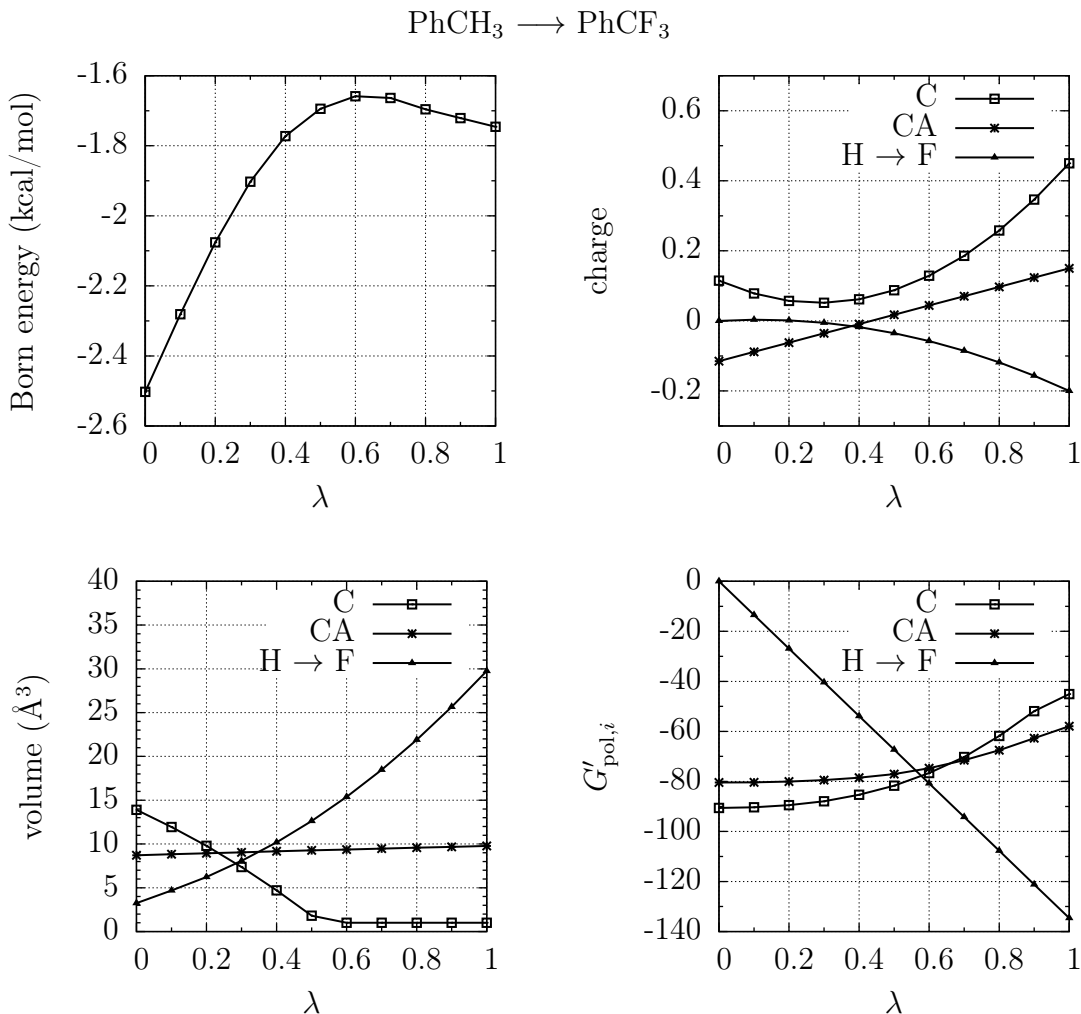 PhCH₃ ⟶ PhCF₃
Born energy (kcal/mol)
-1.6
-1.8
-2
-2.2
-2.4
-2.6
0 0.2 0.4 0.6 0.8 1
λ
charge
0.6
0.4
0.2
0
-0.2
C
CA
H → F
0 0.2 0.4 0.6 0.8 1
λ
volume (Å³)
40
35
30
25
20
15
10
5
0
C
CA
H → F
0 0.2 0.4 0.6 0.8 1
λ
G′pol,i
0
-20
-40
-60
-80
-100
-120
-140
C
CA
H → F
0 0.2 0.4 0.6 0.8 1
λ